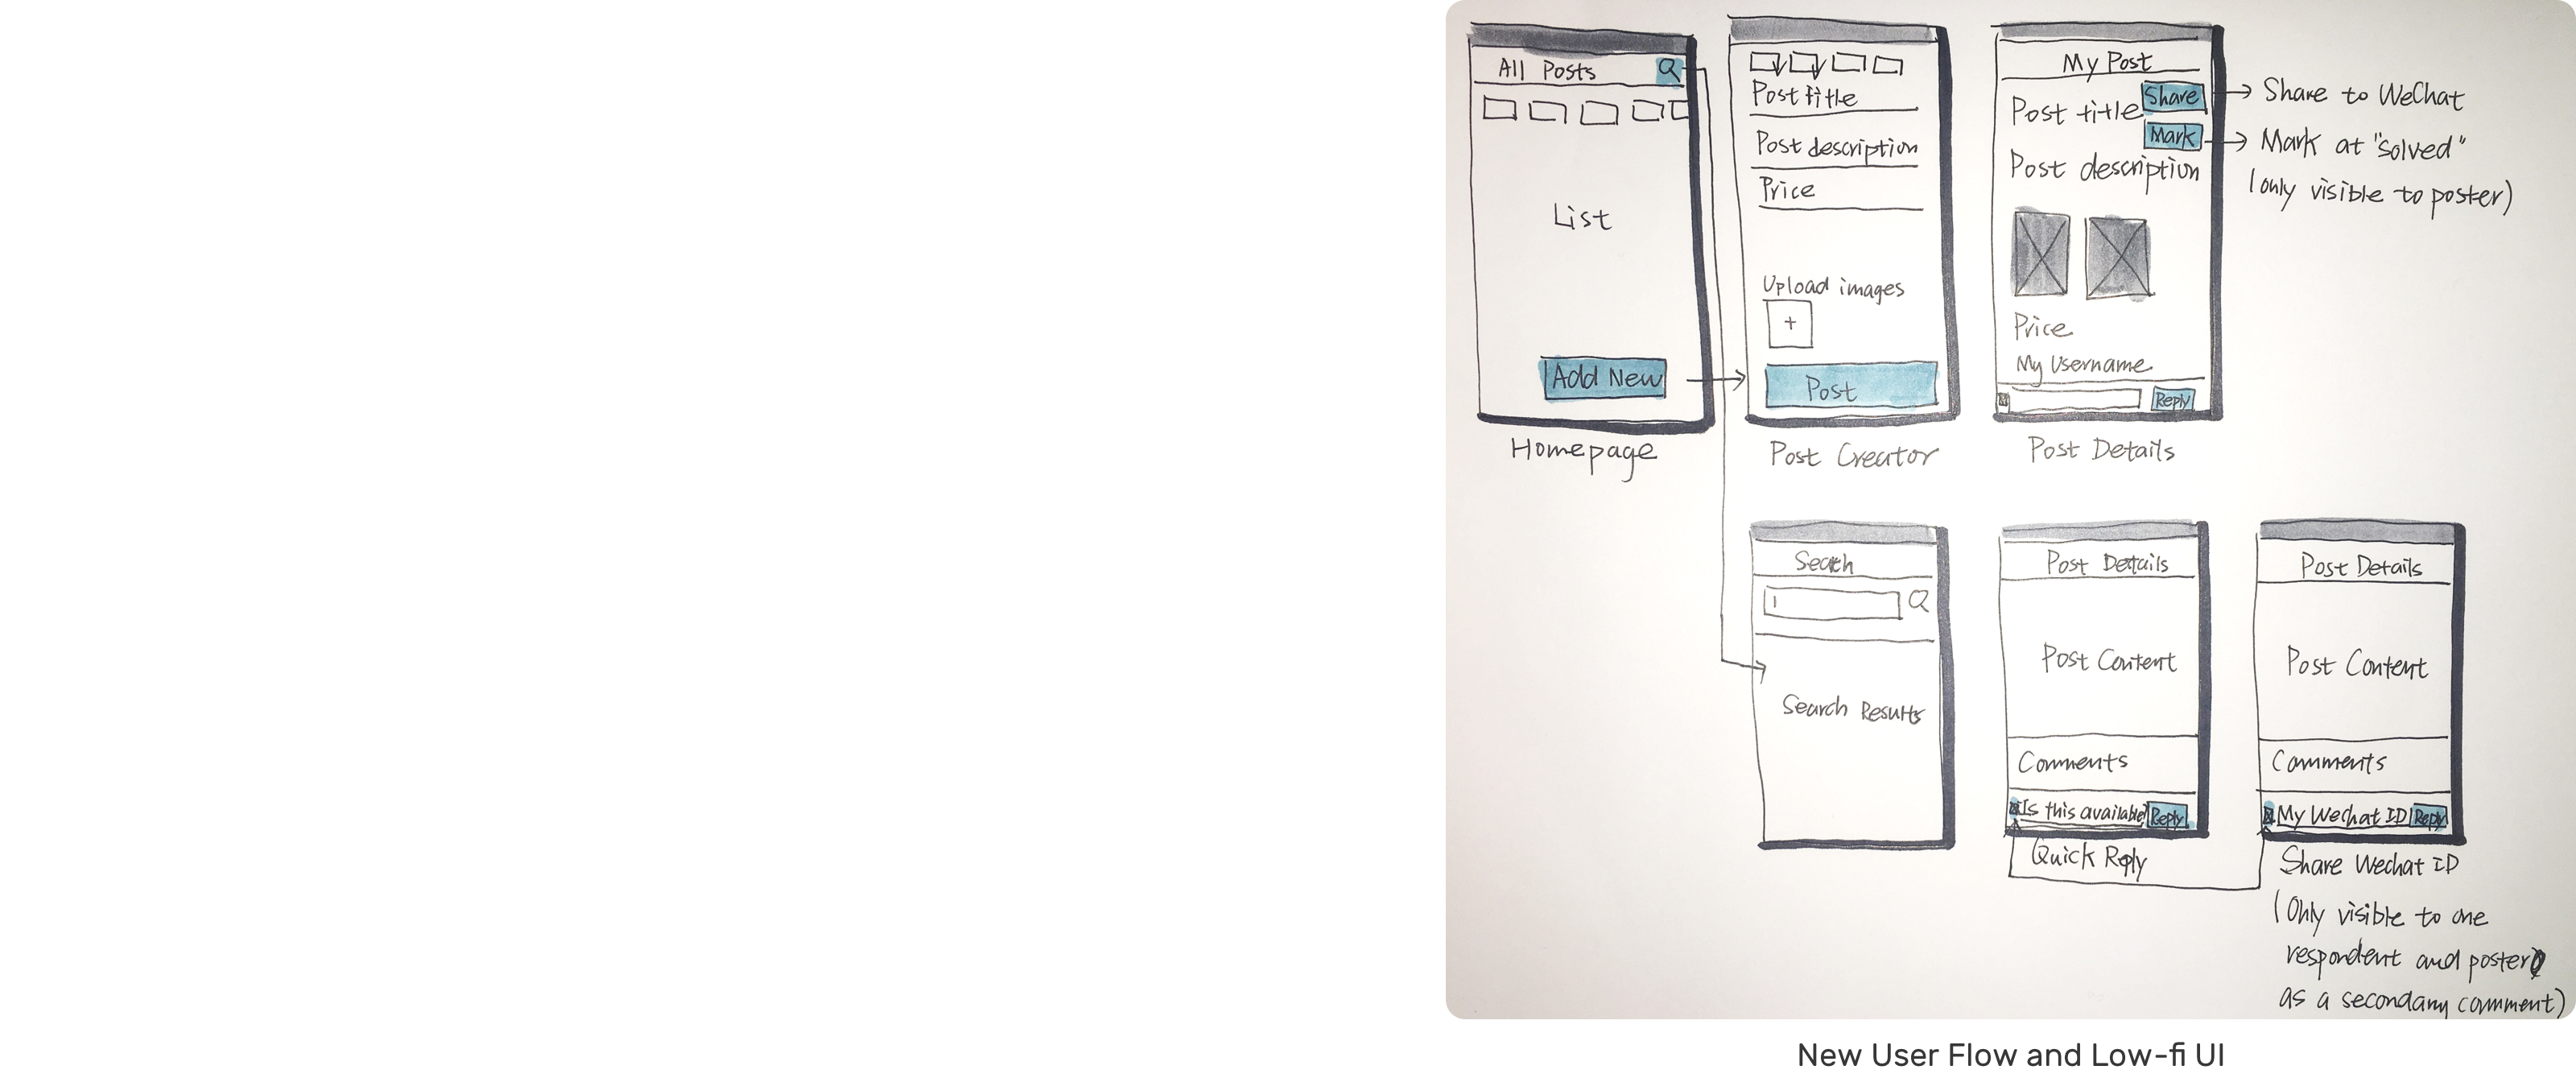 All Posts
List
Add New
Homepage
Post title
Post description
Price
Upload images
+
Post
Post Creator
My Post
Post title
Share
Mark
Post description
Price
My Username
Reply
Post Details
Share to WeChat
Mark at "solved"
(only visible to poster)
Search
Search Results
Post Details
Post Content
Comments
Is this available?
Reply
Quick Reply
Post Details
Post Content
Comments
My Wechat ID
Reply
Share Wechat ID
(Only visible to one
respondent and poster
as a secondary comment)
New User Flow and Low-fi UI